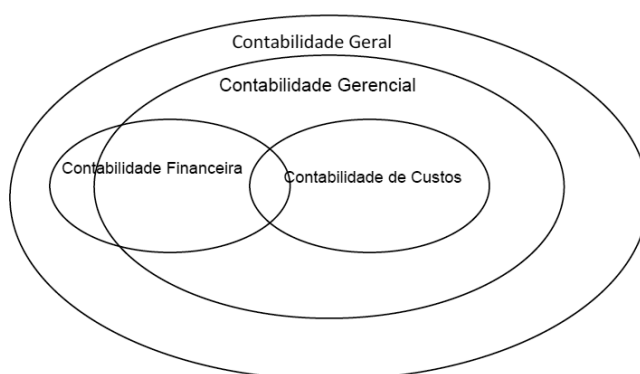 Contabilidade Geral
Contabilidade Gerencial
Contabilidade Financeira
Contabilidade de Custos